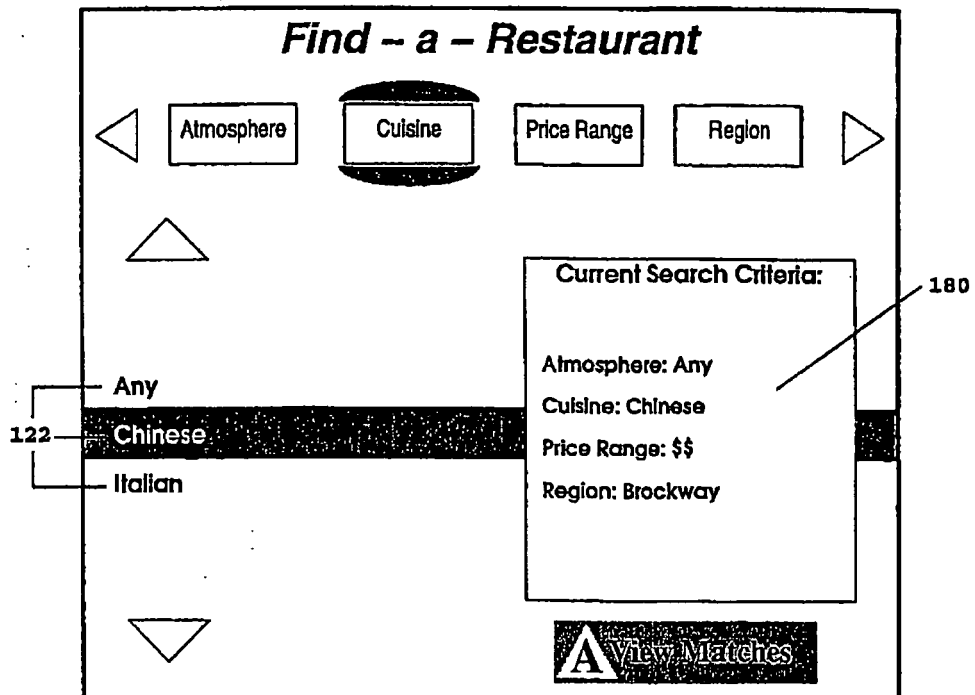 Find – a – Restaurant
Atmosphere Cuisine Price Range Region
Current Search Criteria:
180
Atmosphere: Any
Any
Cuisine: Chinese
122 Chinese
Price Range: $$
Italian
Region: Brockway
A View Matches